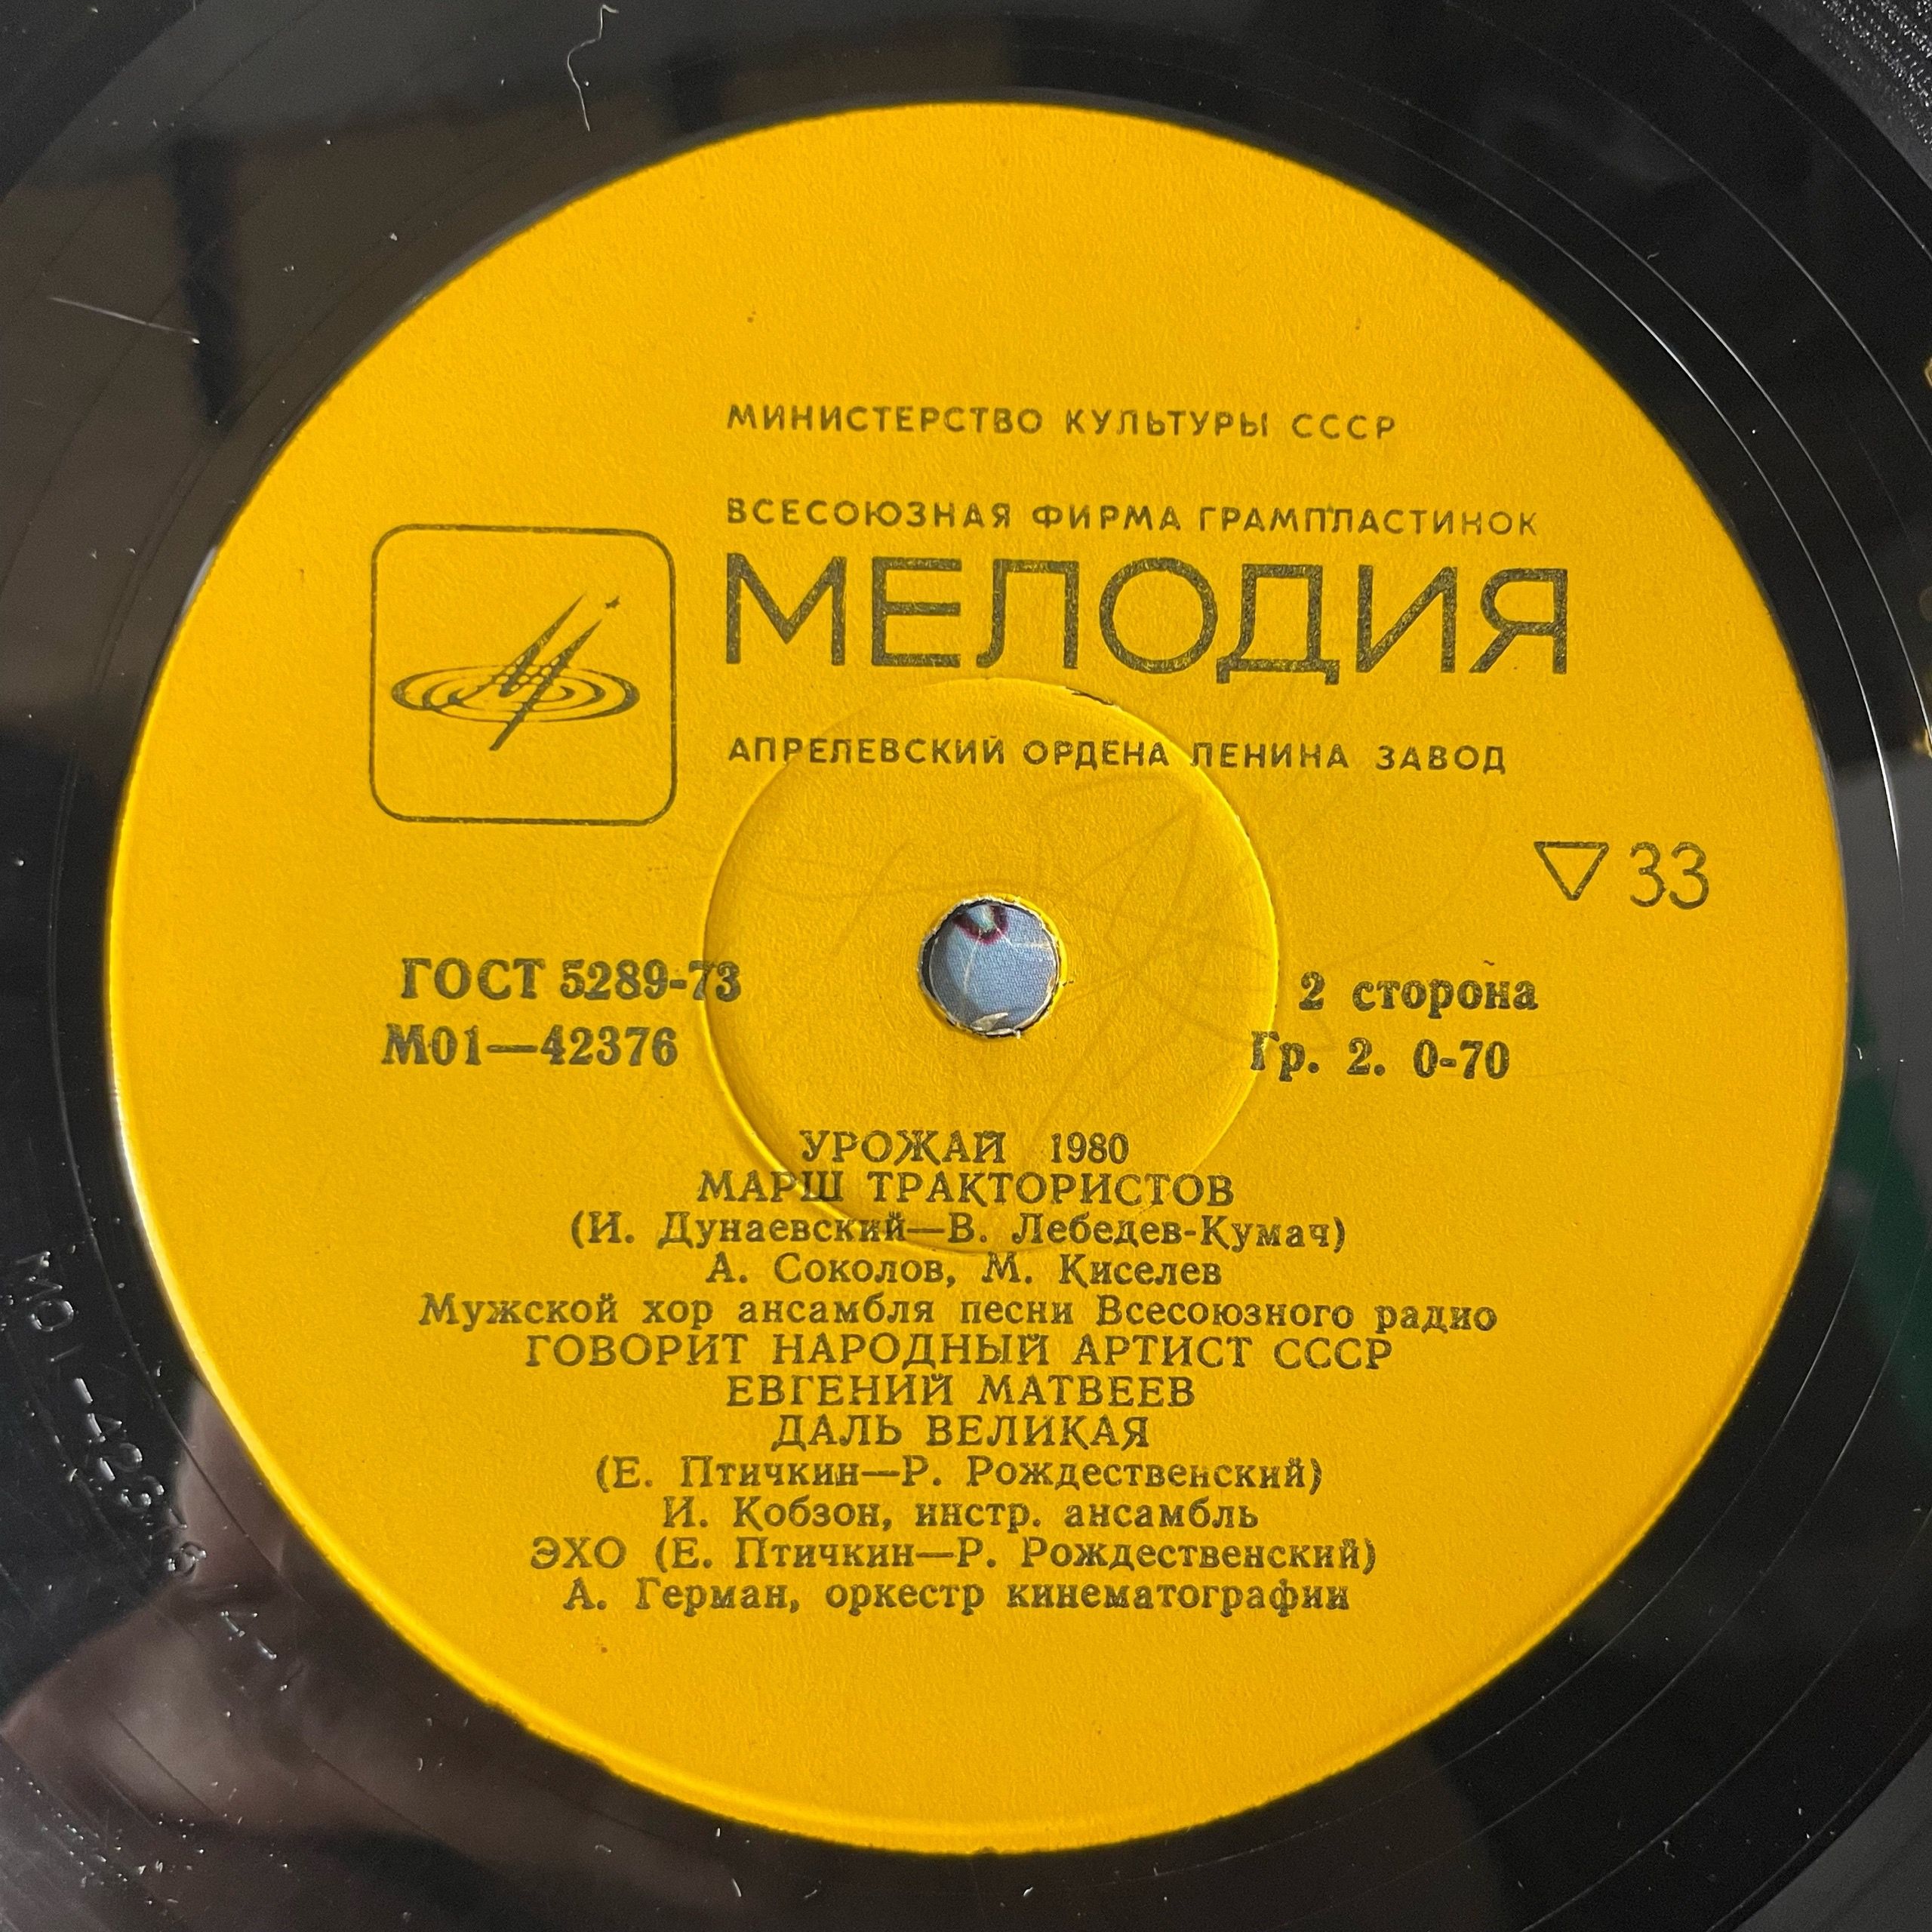 МИНИСТЕРСТВО КУЛЬТУРЫ СССР
ВСЕСОЮЗНАЯ ФИРМА ГРАМПЛАСТИНОК
МЕЛОДИЯ
АПРЕЛЕВСКИЙ ОРДЕНА ЛЕНИНА ЗАВОД
▽ 33
ГОСТ 5289-73
М01—42376
2 сторона
Гр. 2. 0-70
УРОЖАЙ 1980
МАРШ ТРАКТОРИСТОВ
(И. Дунаевский—В. Лебедев-Кумач)
А. Соколов, М. Киселев
Мужской хор ансамбля песни Всесоюзного радио
ГОВОРИТ НАРОДНЫЙ АРТИСТ СССР
ЕВГЕНИЙ МАТВЕЕВ
ДАЛЬ ВЕЛИКАЯ
(Е. Птичкин—Р. Рождественский)
И. Кобзон, инстр. ансамбль
ЭХО (Е. Птичкин—Р. Рождественский)
А. Герман, оркестр кинематографии